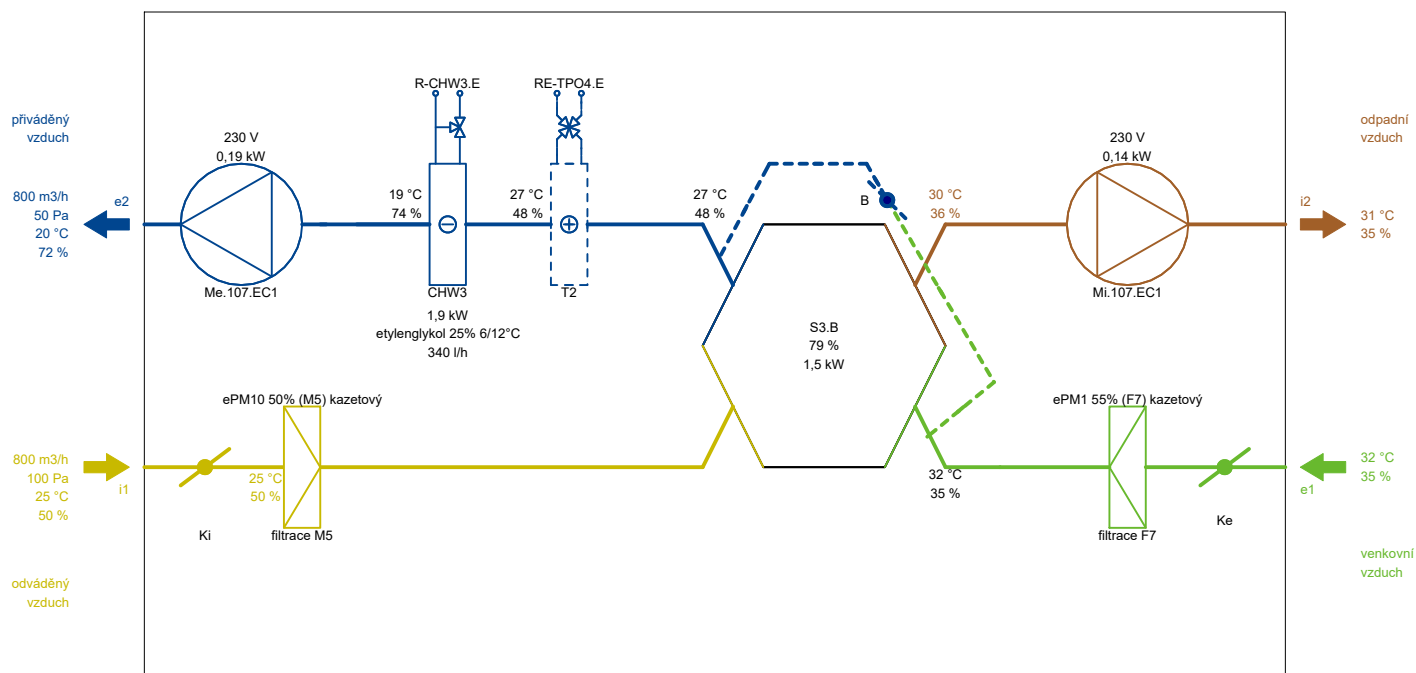 R-CHW3.E
RE-TPO4.E
přiváděný
vzduch
230 V
0,19 kW
800 m3/h
50 Pa
20 °C
72 %
e2
Me.107.EC1
19 °C
74 %
CHW3
1,9 kW
etylenglykol 25% 6/12°C
340 l/h
27 °C
48 %
T2
27 °C
48 %
B
30 °C
36 %
230 V
0,14 kW
Mi.107.EC1
odpadní
vzduch
i2
31 °C
35 %
S3.B
79 %
1,5 kW
ePM10 50% (M5) kazetový
ePM1 55% (F7) kazetový
800 m3/h
100 Pa
25 °C
50 %
i1
25 °C
50 %
Ki
filtrace M5
32 °C
35 %
filtrace F7
Ke
e1
32 °C
35 %
odváděný
vzduch
venkovní
vzduch